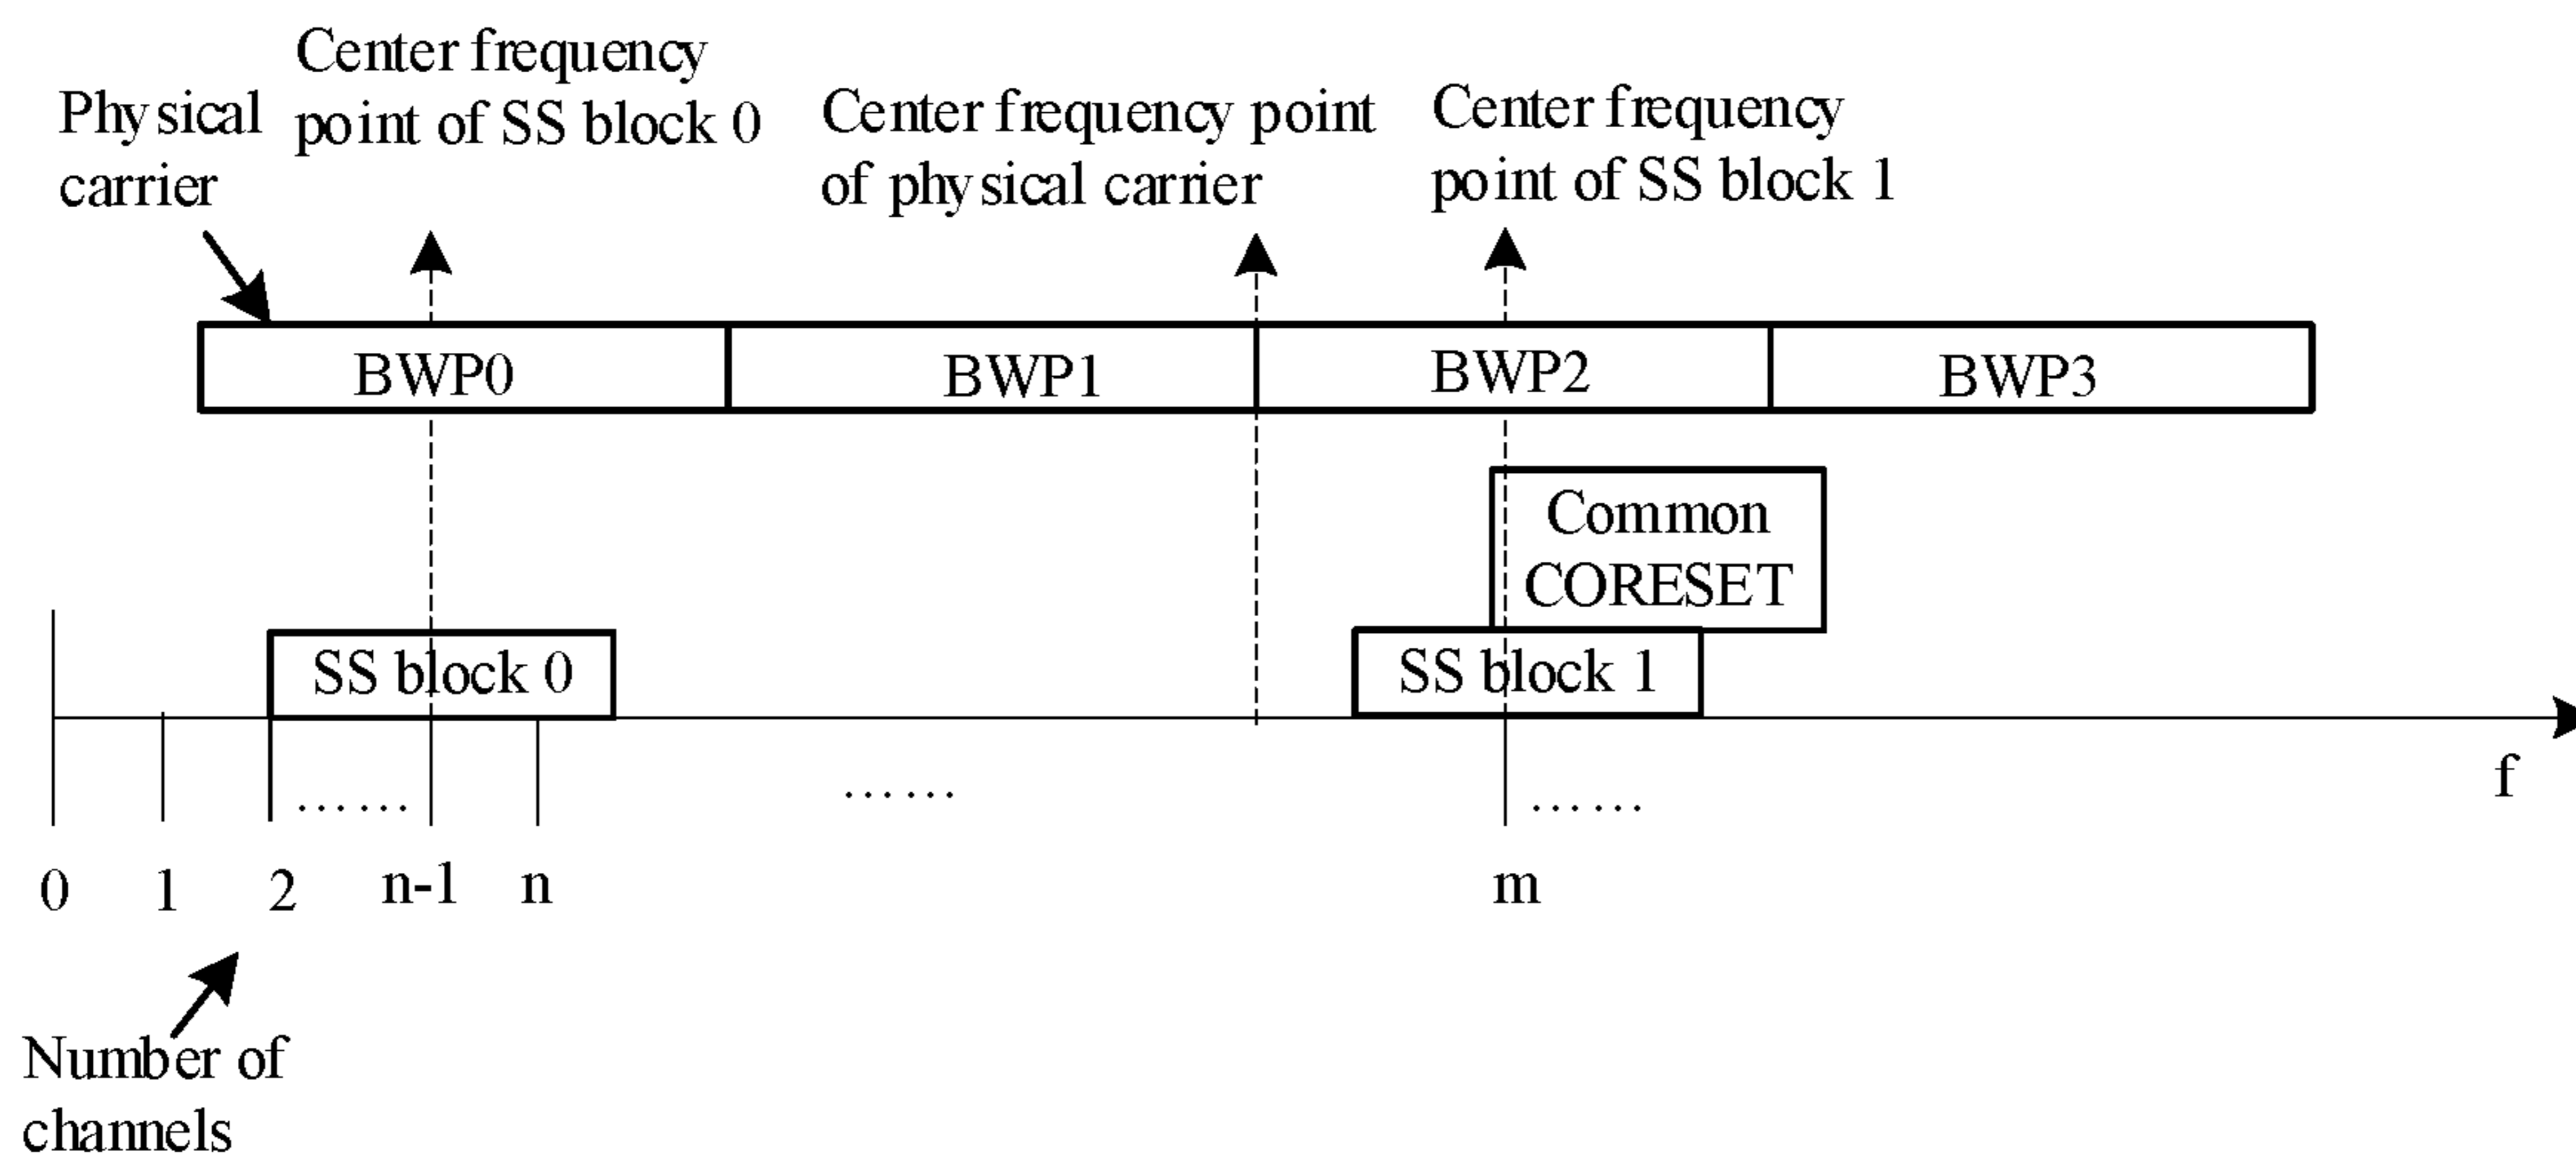 Physical
carrier
Center frequency
point of SS block 0
Center frequency point
of physical carrier
Center frequency
point of SS block 1
BWP0
BWP1
BWP2
BWP3
Common
CORESET
SS block 0
SS block 1
......
......
......
f
0
1
2
n-1
n
m
Number of
channels